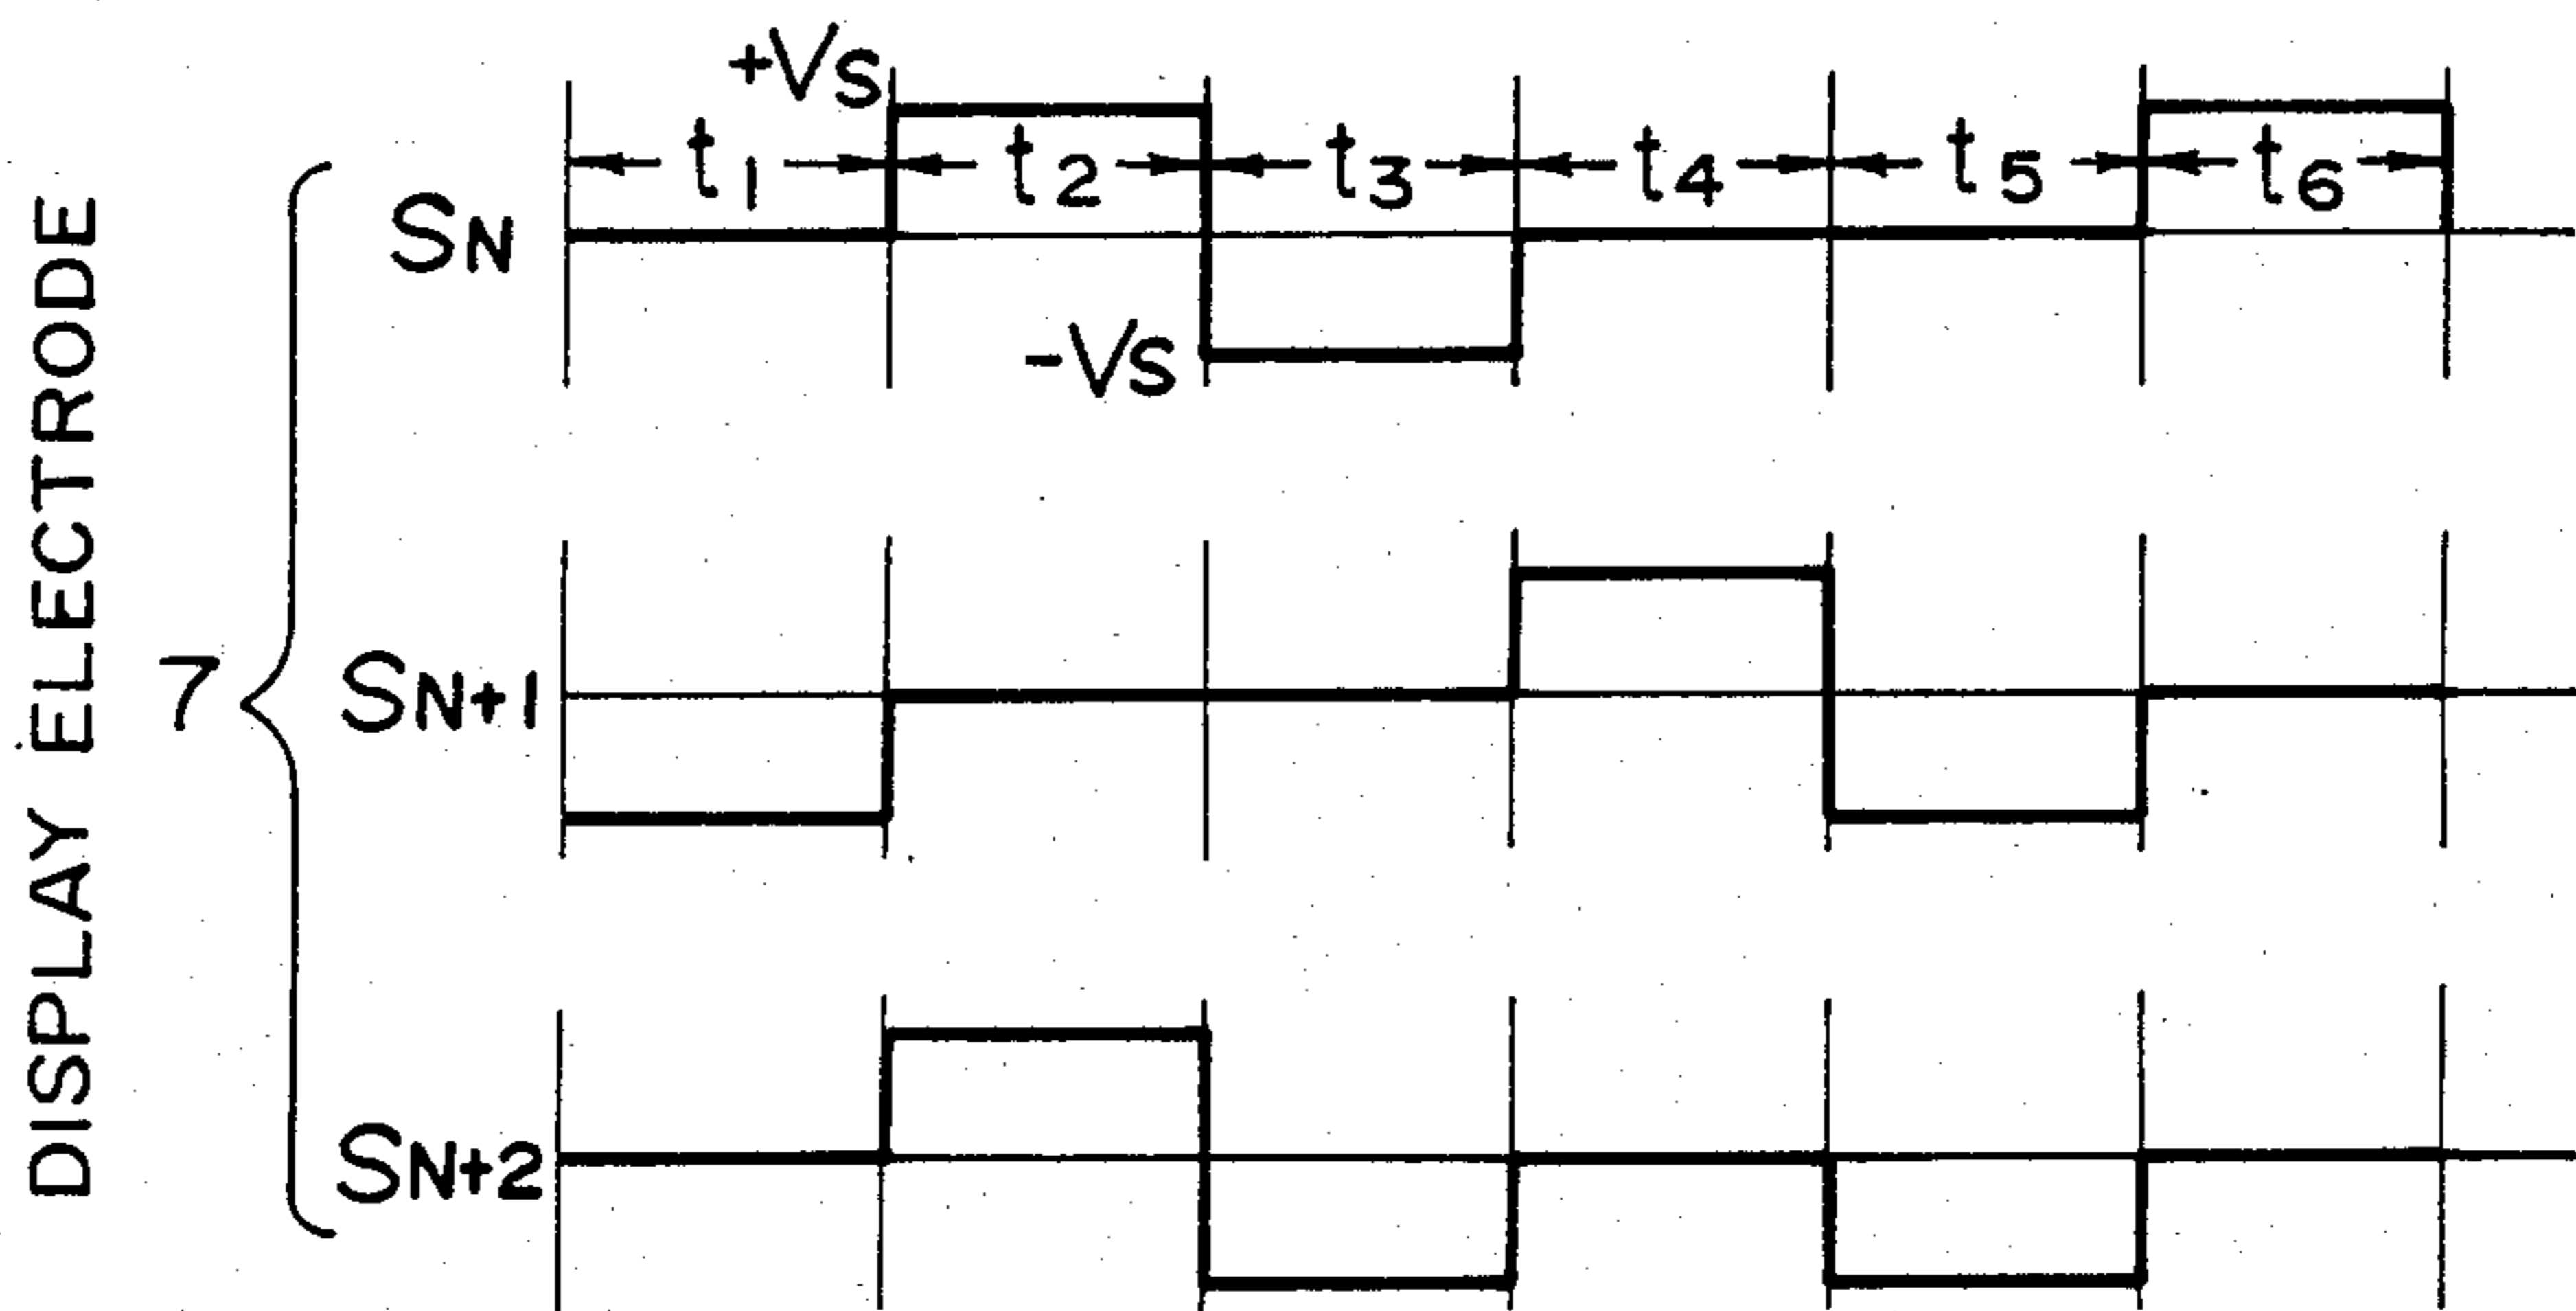 DISPLAY ELECTRODE
7
SN
+VS
-VS
t1 t2 t3 t4 t5 t6
SN+1
SN+2